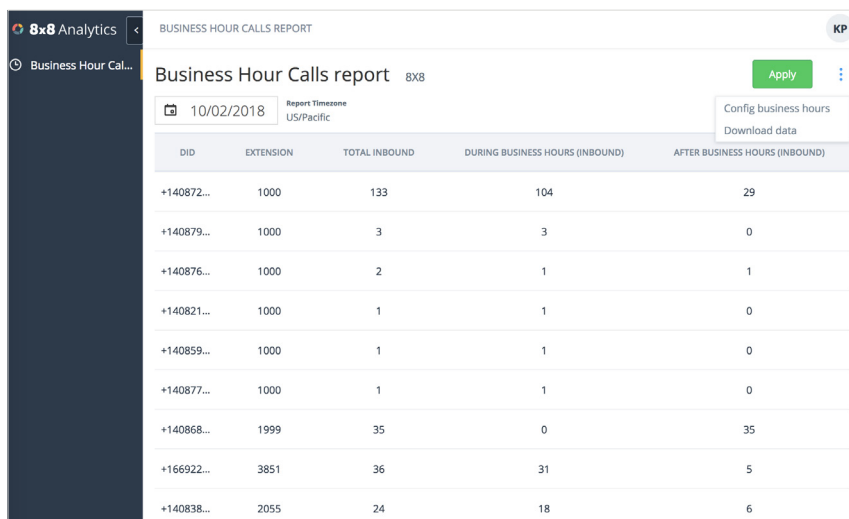 8x8 Analytics
BUSINESS HOUR CALLS REPORT
KP
Business Hour Cal...
Business Hour Calls report 8X8
Apply
10/02/2018
Report Timezone
US/Pacific
Config business hours
Download data
DID EXTENSION TOTAL INBOUND DURING BUSINESS HOURS (INBOUND) AFTER BUSINESS HOURS (INBOUND)
+140872... 1000 133 104 29
+140879... 1000 3 3 0
+140876... 1000 2 1 1
+140821... 1000 1 1 0
+140859... 1000 1 1 0
+140877... 1000 1 1 0
+140868... 1999 35 0 35
+166922... 3851 36 31 5
+140838... 2055 24 18 6